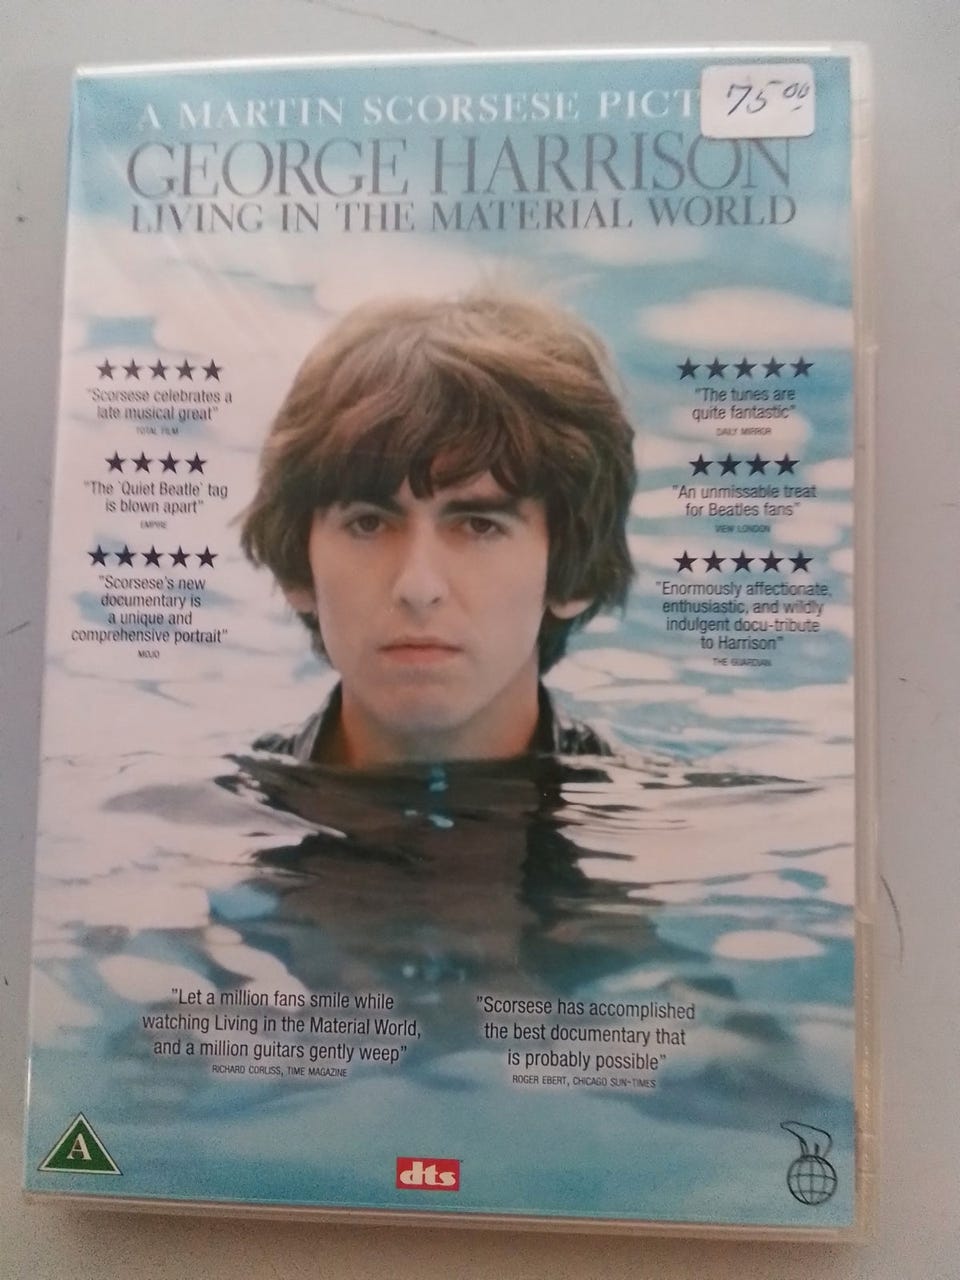 A MARTIN SCORSESE PICT
75 00
GEORGE HARRISON
LIVING IN THE MATERIAL WORLD
"Scorsese celebrates a
late musical great"
TOTAL FILM
"The 'Quiet Beatle' tag
is blown apart"
EMPIRE
"Scorsese's new
documentary is
a unique and
comprehensive portrait"
MOJO
"The tunes are
quite fantastic"
DAILY MIRROR
"An unmissable treat
for Beatles fans"
VIEW LONDON
"Enormously affectionate,
enthusiastic, and wildly
indulgent docu-tribute
to Harrison"
THE GUARDIAN
"Let a million fans smile while
watching Living in the Material World,
and a million guitars gently weep"
RICHARD CORLISS, TIME MAGAZINE
"Scorsese has accomplished
the best documentary that
is probably possible"
ROGER EBERT, CHICAGO SUN-TIMES
A
dts